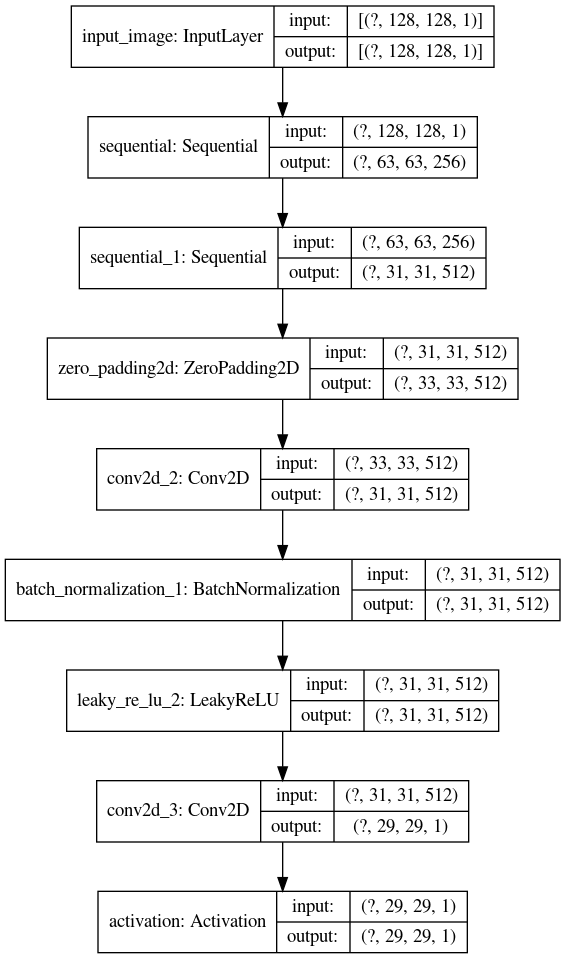 input_image: InputLayer
input: [(?, 128, 128, 1)]
output: [(?, 128, 128, 1)]
sequential: Sequential
input: (?, 128, 128, 1)
output: (?, 63, 63, 256)
sequential_1: Sequential
input: (?, 63, 63, 256)
output: (?, 31, 31, 512)
zero_padding2d: ZeroPadding2D
input: (?, 31, 31, 512)
output: (?, 33, 33, 512)
conv2d_2: Conv2D
input: (?, 33, 33, 512)
output: (?, 31, 31, 512)
batch_normalization_1: BatchNormalization
input: (?, 31, 31, 512)
output: (?, 31, 31, 512)
leaky_re_lu_2: LeakyReLU
input: (?, 31, 31, 512)
output: (?, 31, 31, 512)
conv2d_3: Conv2D
input: (?, 31, 31, 512)
output: (?, 29, 29, 1)
activation: Activation
input: (?, 29, 29, 1)
output: (?, 29, 29, 1)